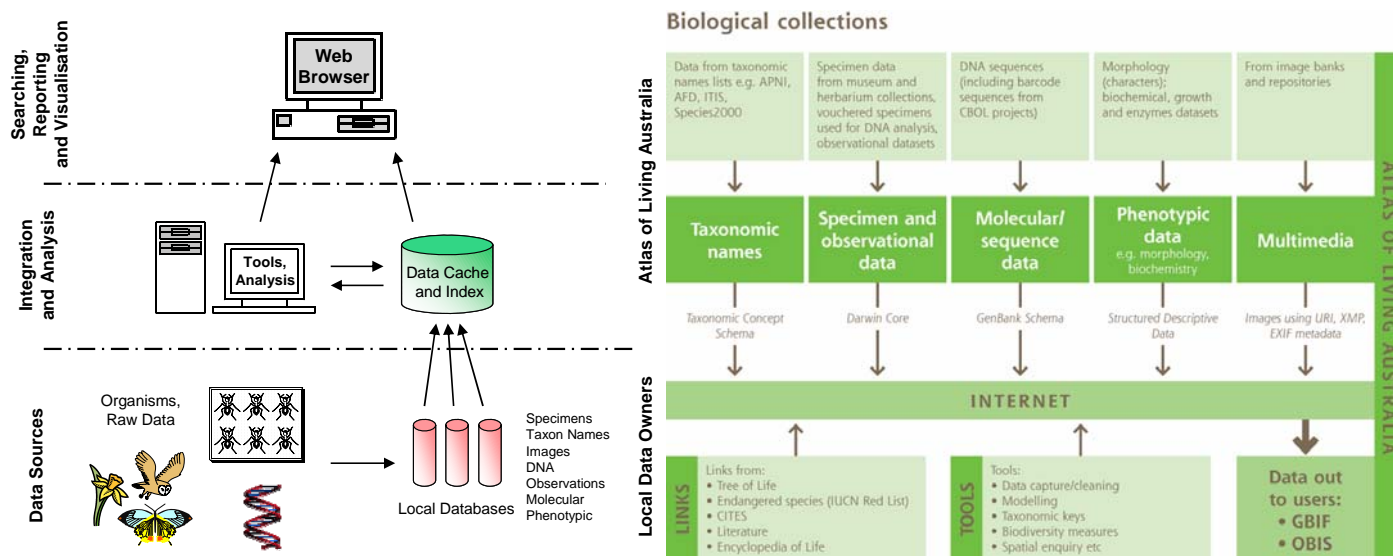 Searching,
Reporting
and Visualisation
Web
Browser
Integration
and Analysis
Tools,
Analysis
Data Cache
and Index
Data Sources
Organisms,
Raw Data
Local Databases
Specimens
Taxon Names
Images
DNA
Observations
Molecular
Phenotypic
Atlas of Living Australia
Local Data Owners
Biological collections
Data from taxonomic
names lists e.g. APNI,
AFD, ITIS,
Species2000
Specimen data
from museum and
herbarium collections,
vouchered specimens
used for DNA analysis,
observational datasets
DNA sequences
(including barcode
sequences from
CBOL projects)
Morphology
(characters);
biochemical, growth
and enzymes datasets
From image banks
and repositories
Taxonomic
names
Specimen and
observational
data
Molecular/
sequence
data
Phenotypic
data
e.g. morphology,
biochemistry
Multimedia
Taxonomic Concept
Schema
Darwin Core
GenBank Schema
Structured Descriptive
Data
Images using URI, XMP,
EXIF metadata
INTERNET
LINKS
Links from:
• Tree of Life
• Endangered species (IUCN Red List)
• CITES
• Literature
• Encyclopedia of Life
TOOLS
Tools:
• Data capture/cleaning
• Modelling
• Taxonomic keys
• Biodiversity measures
• Spatial enquiry etc
Data out
to users:
• GBIF
• OBIS
ATLAS OF LIVING AUSTRALIA